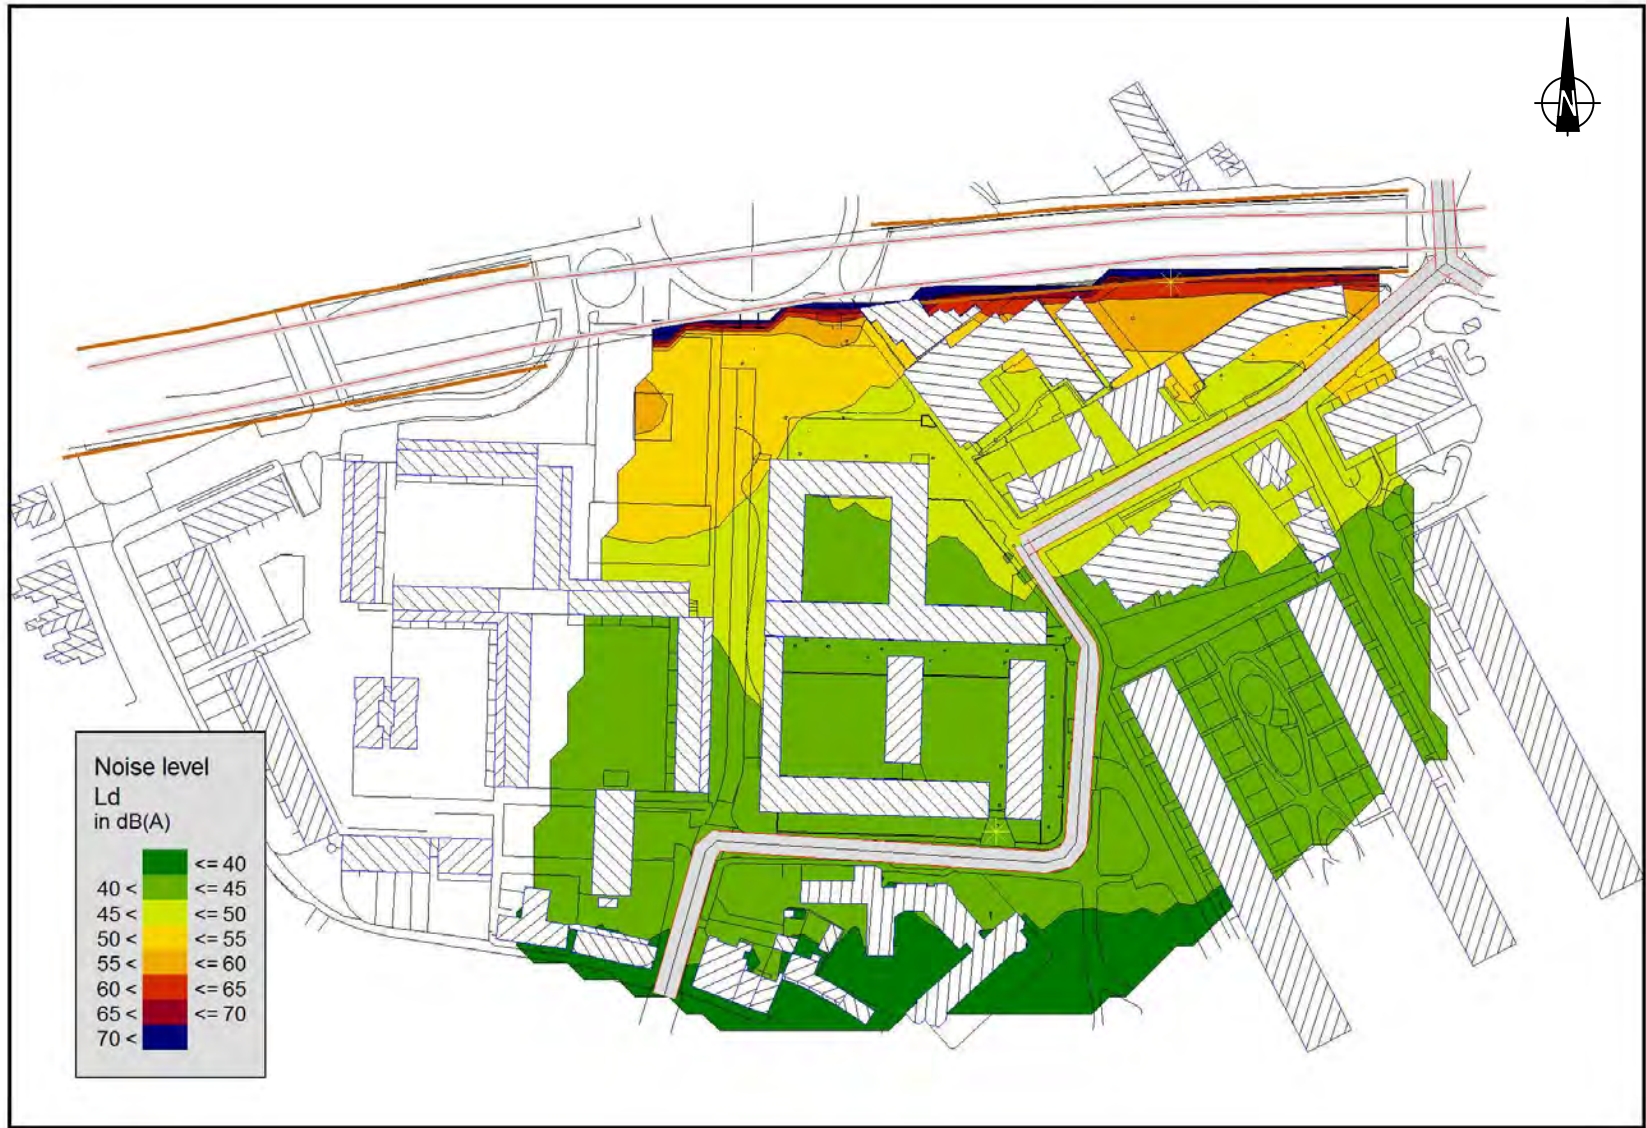 N
Noise level
Ld
in dB(A)
<= 40
40 < <= 45
45 < <= 50
50 < <= 55
55 < <= 60
60 < <= 65
65 < <= 70
70 <